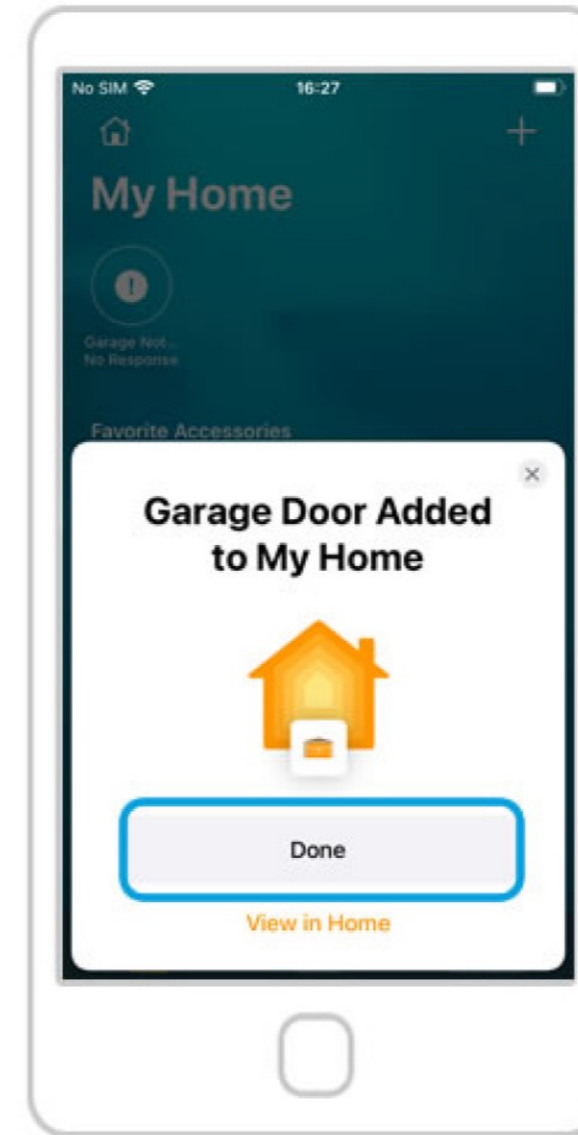 No SIM 16:27
My Home
Garage Not...
No Response
Favorite Accessories
Garage Door Added
to My Home
Done
View in Home